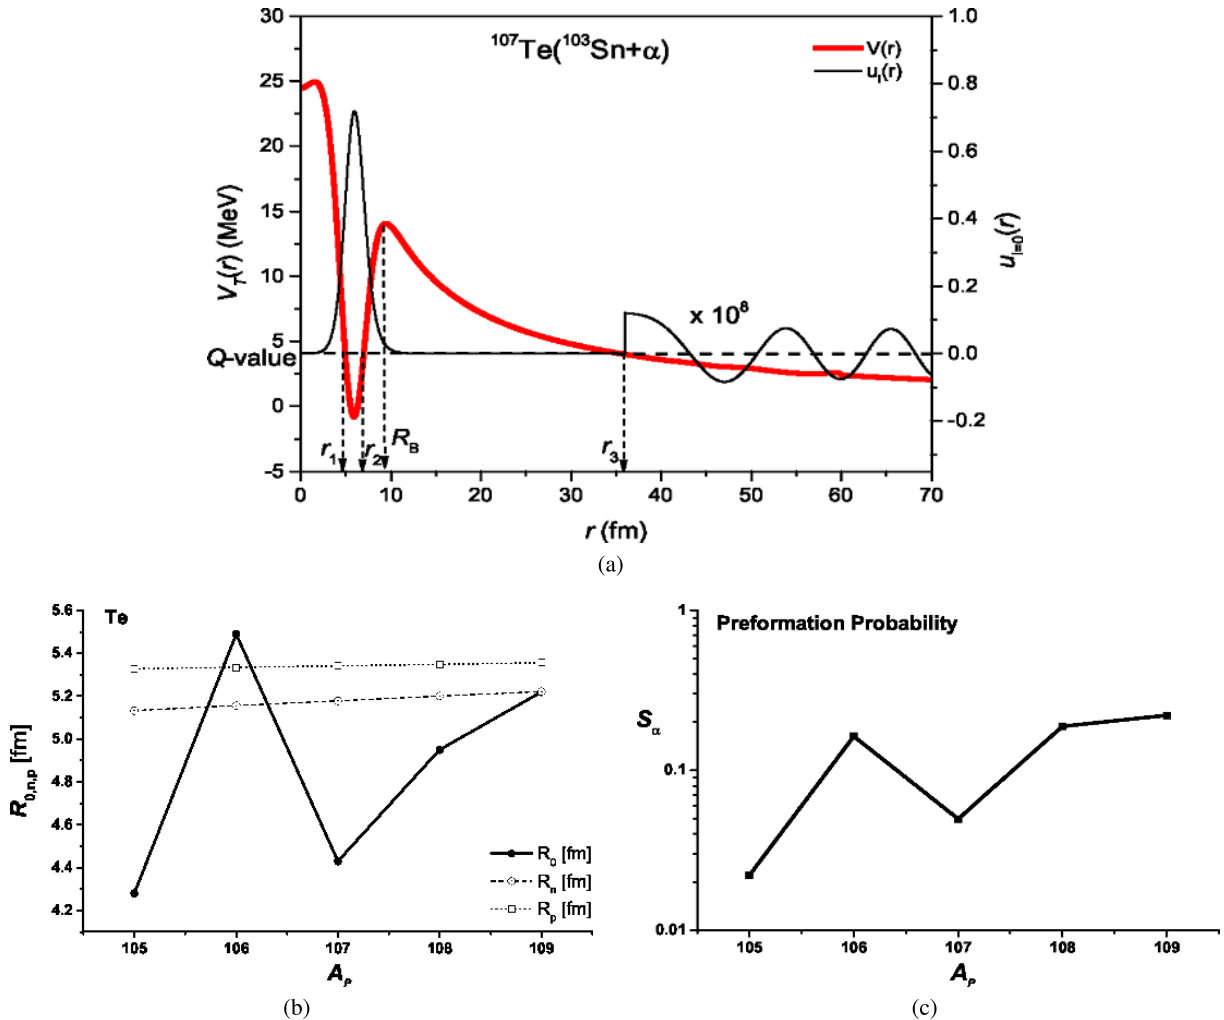 107Te(103Sn+α)
V(r)
uₗ(r)
V_T(r) (MeV)
30
25
20
15
10
5
0
−5
Q-value
1.0
0.8
0.6
0.4
0.2
0.0
-0.2
u_{l=0}(r)
x 10⁸
r₁
r₂
R_B
r₃
0
10
20
30
40
50
60
70
r (fm)
(a)
Te
R_{0,n,p} [fm]
5.6
5.4
5.2
5.0
4.8
4.6
4.4
4.2
R₀ [fm]
Rₙ [fm]
Rₚ [fm]
105
106
107
108
109
A_P
(b)
Preformation Probability
S_α
1
0.1
0.01
105
106
107
108
109
A_P
(c)